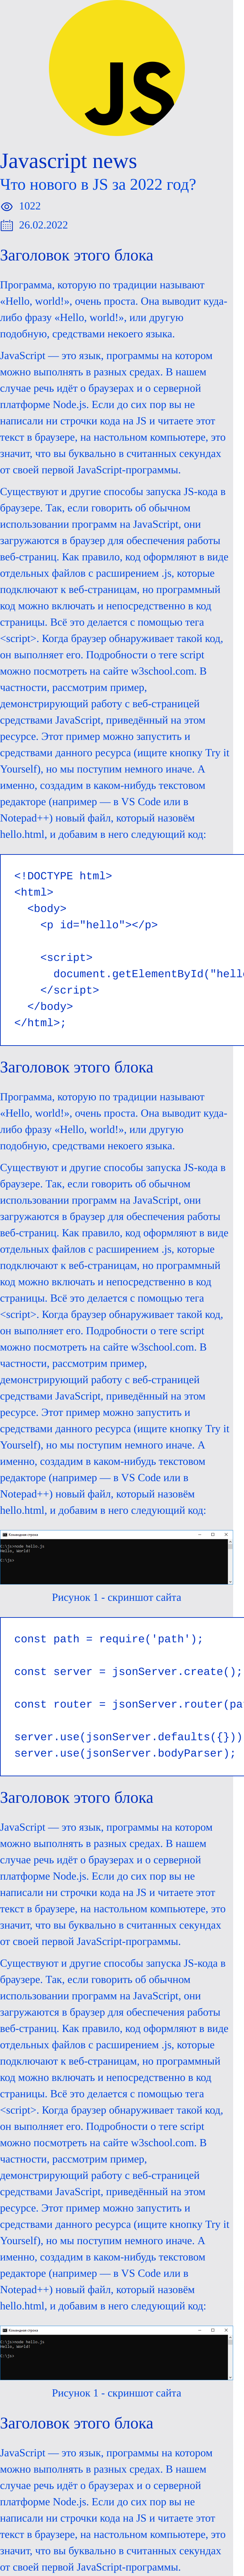 JS
Javascript news
Что нового в JS за 2022 год?
1022
26.02.2022
Заголовок этого блока
Программа, которую по традиции называют
«Hello, world!», очень проста. Она выводит куда-
либо фразу «Hello, world!», или другую
подобную, средствами некоего языка.
JavaScript — это язык, программы на котором
можно выполнять в разных средах. В нашем
случае речь идёт о браузерах и о серверной
платформе Node.js. Если до сих пор вы не
написали ни строчки кода на JS и читаете этот
текст в браузере, на настольном компьютере, это
значит, что вы буквально в считанных секундах
от своей первой JavaScript-программы.
Существуют и другие способы запуска JS-кода в
браузере. Так, если говорить об обычном
использовании программ на JavaScript, они
загружаются в браузер для обеспечения работы
веб-страниц. Как правило, код оформляют в виде
отдельных файлов с расширением .js, которые
подключают к веб-страницам, но программный
код можно включать и непосредственно в код
страницы. Всё это делается с помощью тега
<script>. Когда браузер обнаруживает такой код,
он выполняет его. Подробности о теге script
можно посмотреть на сайте w3school.com. В
частности, рассмотрим пример,
демонстрирующий работу с веб-страницей
средствами JavaScript, приведённый на этом
ресурсе. Этот пример можно запустить и
средствами данного ресурса (ищите кнопку Try it
Yourself), но мы поступим немного иначе. А
именно, создадим в каком-нибудь текстовом
редакторе (например — в VS Code или в
Notepad++) новый файл, который назовём
hello.html, и добавим в него следующий код:
<!DOCTYPE html>
<html>
<body>
<p id="hello"></p>
<script>
document.getElementById("hell
</script>
</body>
</html>;
Заголовок этого блока
Программа, которую по традиции называют
«Hello, world!», очень проста. Она выводит куда-
либо фразу «Hello, world!», или другую
подобную, средствами некоего языка.
Существуют и другие способы запуска JS-кода в
браузере. Так, если говорить об обычном
использовании программ на JavaScript, они
загружаются в браузер для обеспечения работы
веб-страниц. Как правило, код оформляют в виде
отдельных файлов с расширением .js, которые
подключают к веб-страницам, но программный
код можно включать и непосредственно в код
страницы. Всё это делается с помощью тега
<script>. Когда браузер обнаруживает такой код,
он выполняет его. Подробности о теге script
можно посмотреть на сайте w3school.com. В
частности, рассмотрим пример,
демонстрирующий работу с веб-страницей
средствами JavaScript, приведённый на этом
ресурсе. Этот пример можно запустить и
средствами данного ресурса (ищите кнопку Try it
Yourself), но мы поступим немного иначе. А
именно, создадим в каком-нибудь текстовом
редакторе (например — в VS Code или в
Notepad++) новый файл, который назовём
hello.html, и добавим в него следующий код:
Командная строка
C:\js>node hello.js
Hello, World!
C:\js>
Рисунок 1 - скриншот сайта
const path = require('path');
const server = jsonServer.create();
const router = jsonServer.router(pa
server.use(jsonServer.defaults({}))
server.use(jsonServer.bodyParser);
Заголовок этого блока
JavaScript — это язык, программы на котором
можно выполнять в разных средах. В нашем
случае речь идёт о браузерах и о серверной
платформе Node.js. Если до сих пор вы не
написали ни строчки кода на JS и читаете этот
текст в браузере, на настольном компьютере, это
значит, что вы буквально в считанных секундах
от своей первой JavaScript-программы.
Существуют и другие способы запуска JS-кода в
браузере. Так, если говорить об обычном
использовании программ на JavaScript, они
загружаются в браузер для обеспечения работы
веб-страниц. Как правило, код оформляют в виде
отдельных файлов с расширением .js, которые
подключают к веб-страницам, но программный
код можно включать и непосредственно в код
страницы. Всё это делается с помощью тега
<script>. Когда браузер обнаруживает такой код,
он выполняет его. Подробности о теге script
можно посмотреть на сайте w3school.com. В
частности, рассмотрим пример,
демонстрирующий работу с веб-страницей
средствами JavaScript, приведённый на этом
ресурсе. Этот пример можно запустить и
средствами данного ресурса (ищите кнопку Try it
Yourself), но мы поступим немного иначе. А
именно, создадим в каком-нибудь текстовом
редакторе (например — в VS Code или в
Notepad++) новый файл, который назовём
hello.html, и добавим в него следующий код:
Командная строка
C:\js>node hello.js
Hello, World!
C:\js>
Рисунок 1 - скриншот сайта
Заголовок этого блока
JavaScript — это язык, программы на котором
можно выполнять в разных средах. В нашем
случае речь идёт о браузерах и о серверной
платформе Node.js. Если до сих пор вы не
написали ни строчки кода на JS и читаете этот
текст в браузере, на настольном компьютере, это
значит, что вы буквально в считанных секундах
от своей первой JavaScript-программы.